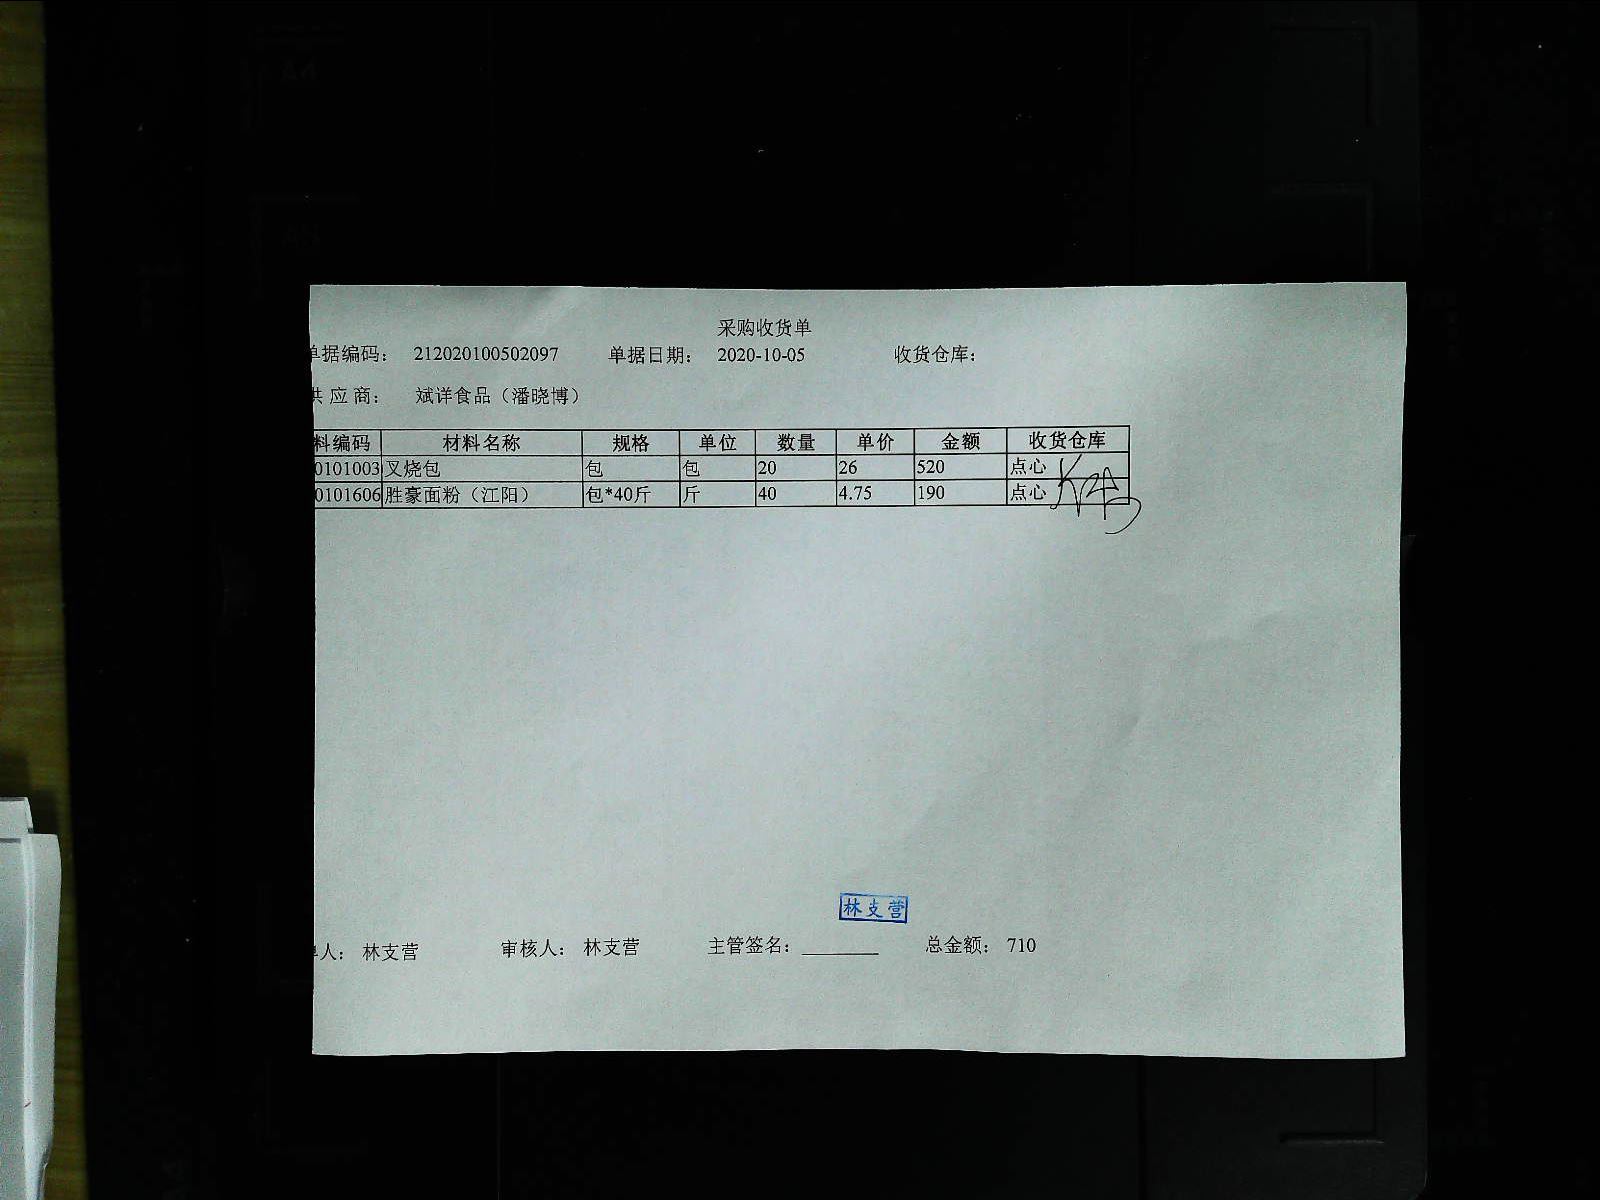 采购收货单
单据编码： 212020100502097 单据日期： 2020-10-05 收货仓库：
供 应 商： 斌洋食品（潘晓博）
料编码 材料名称 规格 单位 数量 单价 金额 收货仓库
0101003 叉烧包 包 包 20 26 520 点心
0101606 胜豪面粉（江阳） 包*40斤 斤 40 4.75 190 点心
林支营
单人： 林支营 审核人： 林支营 主管签名： ________ 总金额： 710